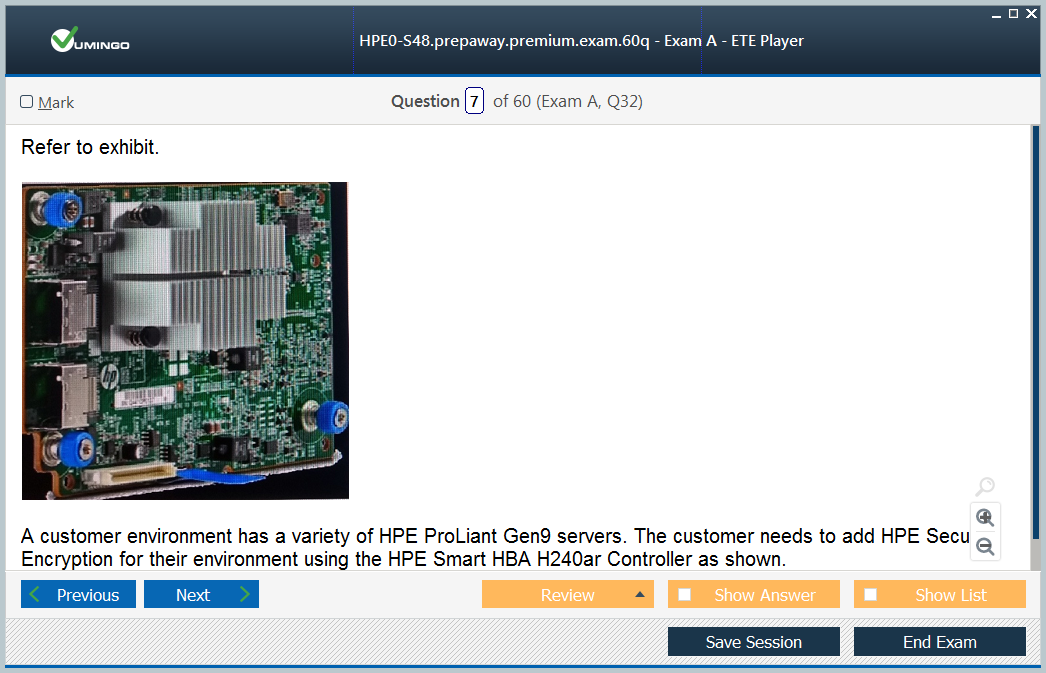 VUMINGO
HPE0-S48.prepaway.premium.exam.60q - Exam A - ETE Player
Mark
Question 7 of 60 (Exam A, Q32)
Refer to exhibit.
hp
A customer environment has a variety of HPE ProLiant Gen9 servers. The customer needs to add HPE Secu
Encryption for their environment using the HPE Smart HBA H240ar Controller as shown.
Previous
Next
Review
Show Answer
Show List
Save Session
End Exam